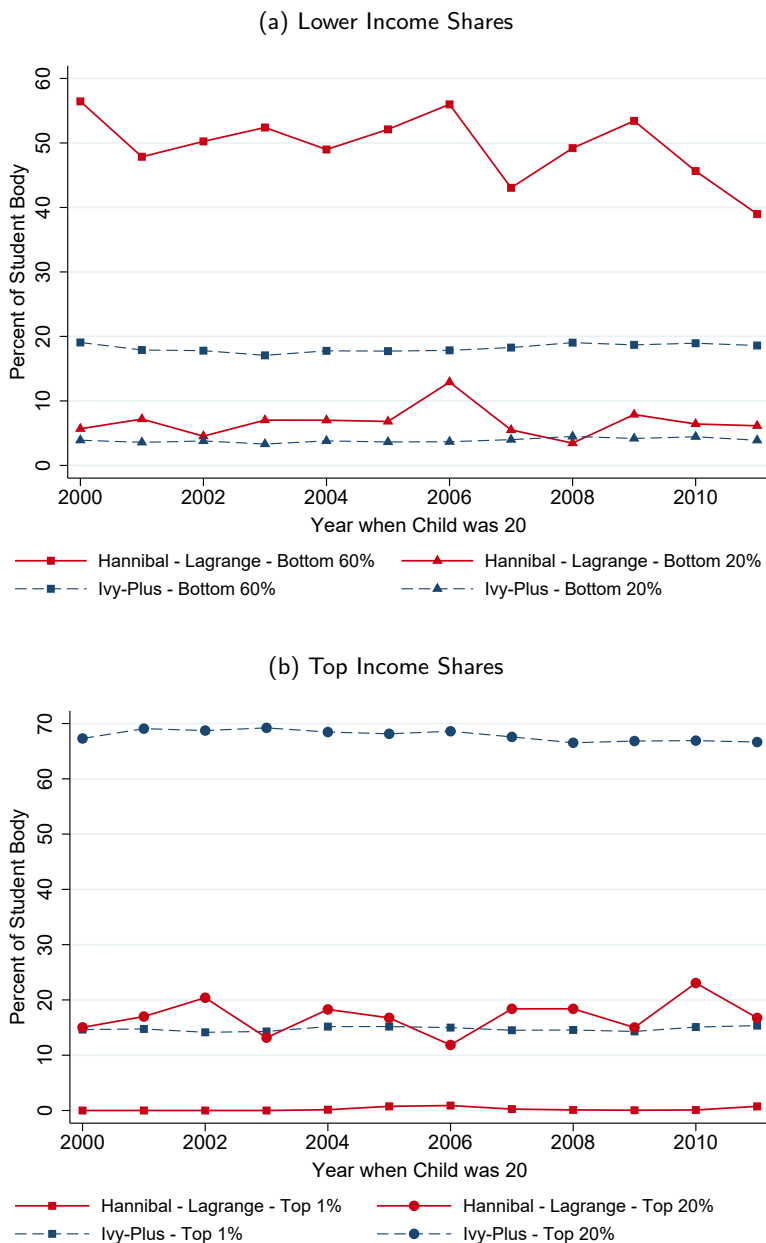 (a) Lower Income Shares
60
50
40
30
20
10
0
Percent of Student Body
2000 2002 2004 2006 2008 2010
Year when Child was 20
Hannibal - Lagrange - Bottom 60% Hannibal - Lagrange - Bottom 20%
Ivy-Plus - Bottom 60% Ivy-Plus - Bottom 20%
(b) Top Income Shares
70
60
50
40
30
20
10
0
Percent of Student Body
2000 2002 2004 2006 2008 2010
Year when Child was 20
Hannibal - Lagrange - Top 1% Hannibal - Lagrange - Top 20%
Ivy-Plus - Top 1% Ivy-Plus - Top 20%